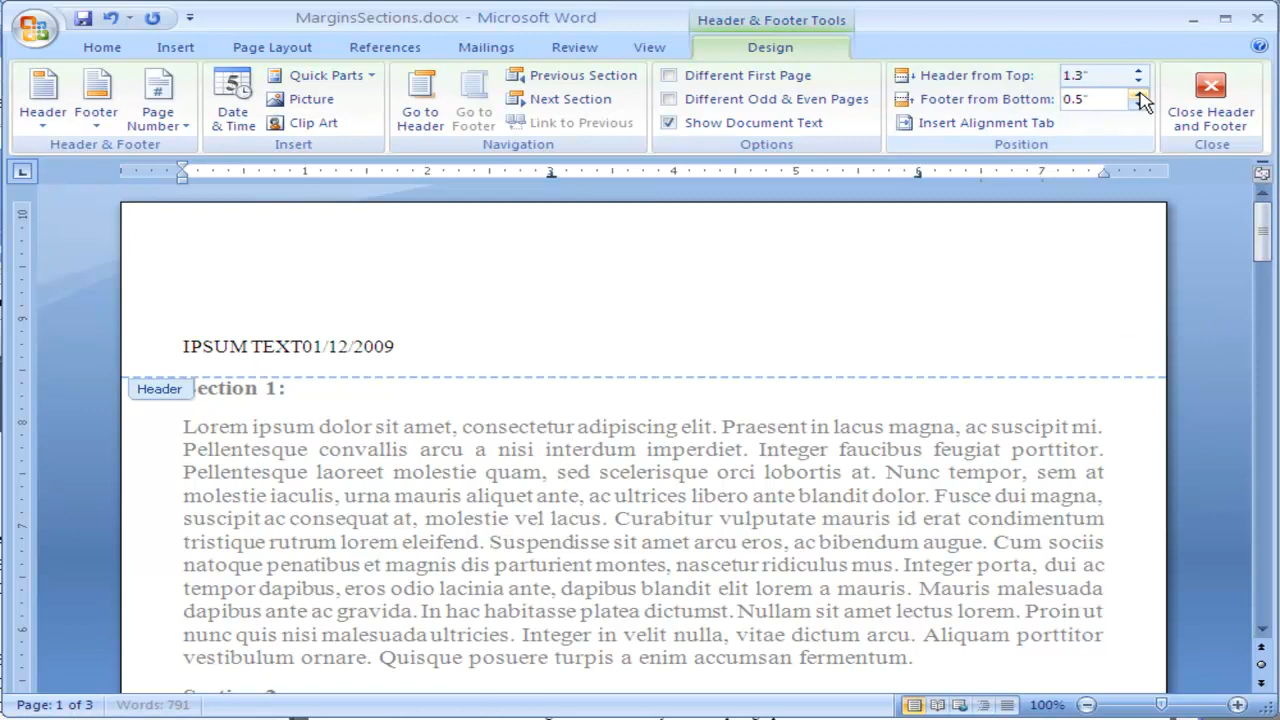 MarginsSections.docx - Microsoft Word
Header & Footer Tools
Home Insert Page Layout References Mailings Review View Design
Header
Footer
Page Number
Header & Footer
Date & Time
Quick Parts
Picture
Clip Art
Insert
Go to Header
Go to Footer
Previous Section
Next Section
Link to Previous
Navigation
Different First Page
Different Odd & Even Pages
Show Document Text
Options
Header from Top: 1.3"
Footer from Bottom: 0.5"
Insert Alignment Tab
Position
Close Header and Footer
Close
1 2 3 4 5 6 7
10
9
8
7
6
IPSUM TEXT01/12/2009
Header
ection 1:
Lorem ipsum dolor sit amet, consectetur adipiscing elit. Praesent in lacus magna, ac suscipit mi.
Pellentesque convallis arcu a nisi interdum imperdiet. Integer faucibus feugiat porttitor.
Pellentesque laoreet molestie quam, sed scelerisque orci lobortis at. Nunc tempor, sem at
molestie iaculis, urna mauris aliquet ante, ac ultrices libero ante blandit dolor. Fusce dui magna,
suscipit ac consequat at, molestie vel lacus. Curabitur vulputate mauris id erat condimentum
tristique rutrum lorem eleifend. Suspendisse sit amet arcu eros, ac bibendum augue. Cum sociis
natoque penatibus et magnis dis parturient montes, nascetur ridiculus mus. Integer porta, dui ac
tempor dapibus, eros odio lacinia ante, dapibus blandit elit lorem a mauris. Mauris malesuada
dapibus ante ac gravida. In hac habitasse platea dictumst. Nullam sit amet lectus lorem. Proin ut
nunc quis nisi malesuada ultricies. Integer in velit nulla, vitae dictum arcu. Aliquam porttitor
vestibulum ornare. Quisque posuere turpis a enim accumsan fermentum.
Page: 1 of 3 Words: 791 100%